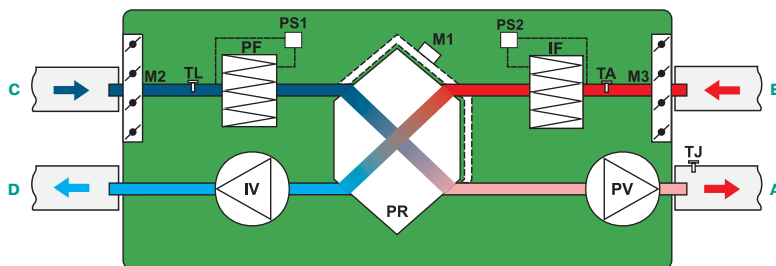 PS1 PS2
PF M1 IF
M2 TL TA M3
C B
TJ
D IV PR PV A